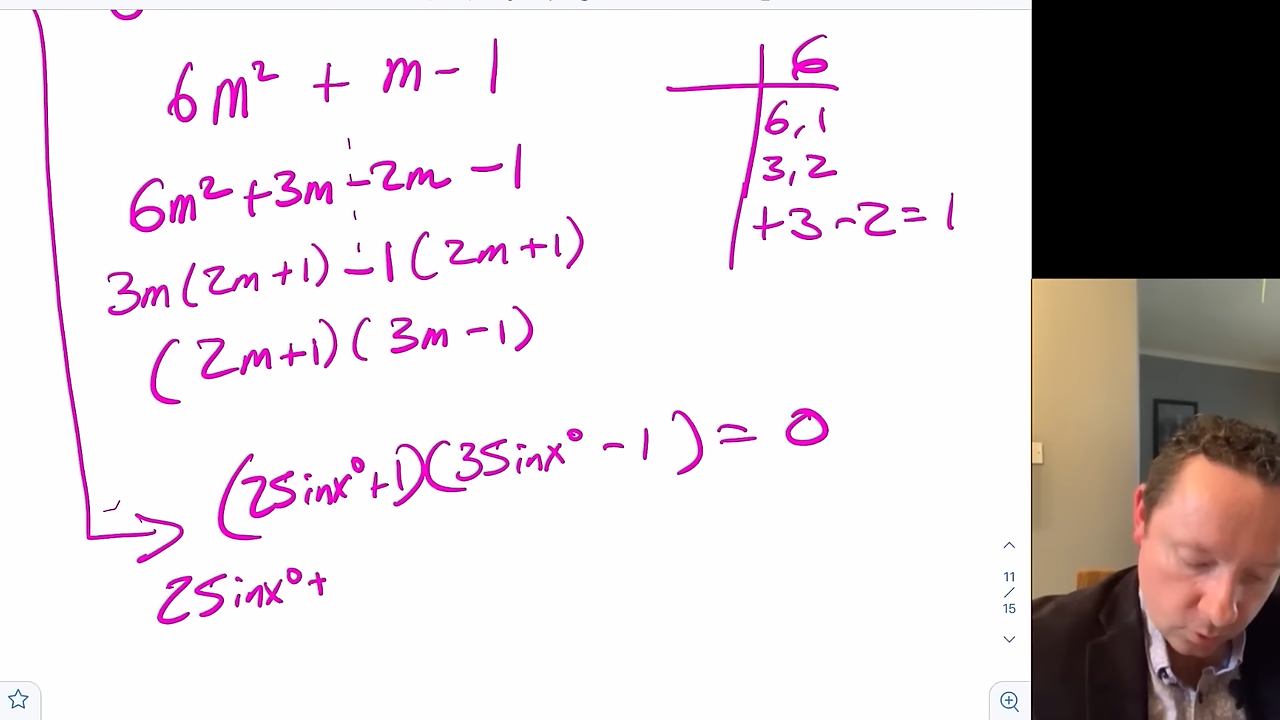 6m² + m - 1
6m² + 3m - 2m - 1
3m(2m + 1) - 1(2m + 1)
(2m + 1)(3m - 1)
6
6, 1
3, 2
+3 - 2 = 1
(2sinx° + 1)(3sinx° - 1) = 0
2sinx° +
11
/
15